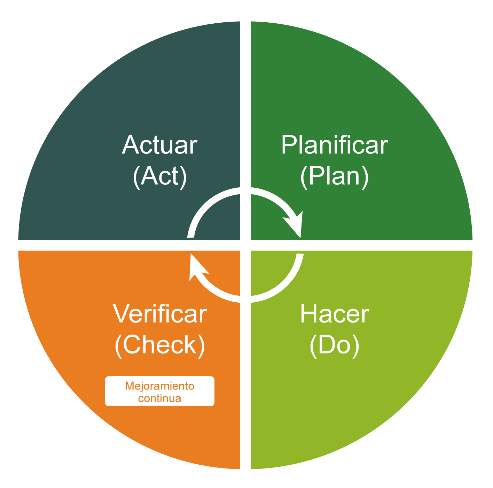 Actuar
(Act)
Planificar
(Plan)
Verificar
(Check)
Mejoramiento
continua
Hacer
(Do)